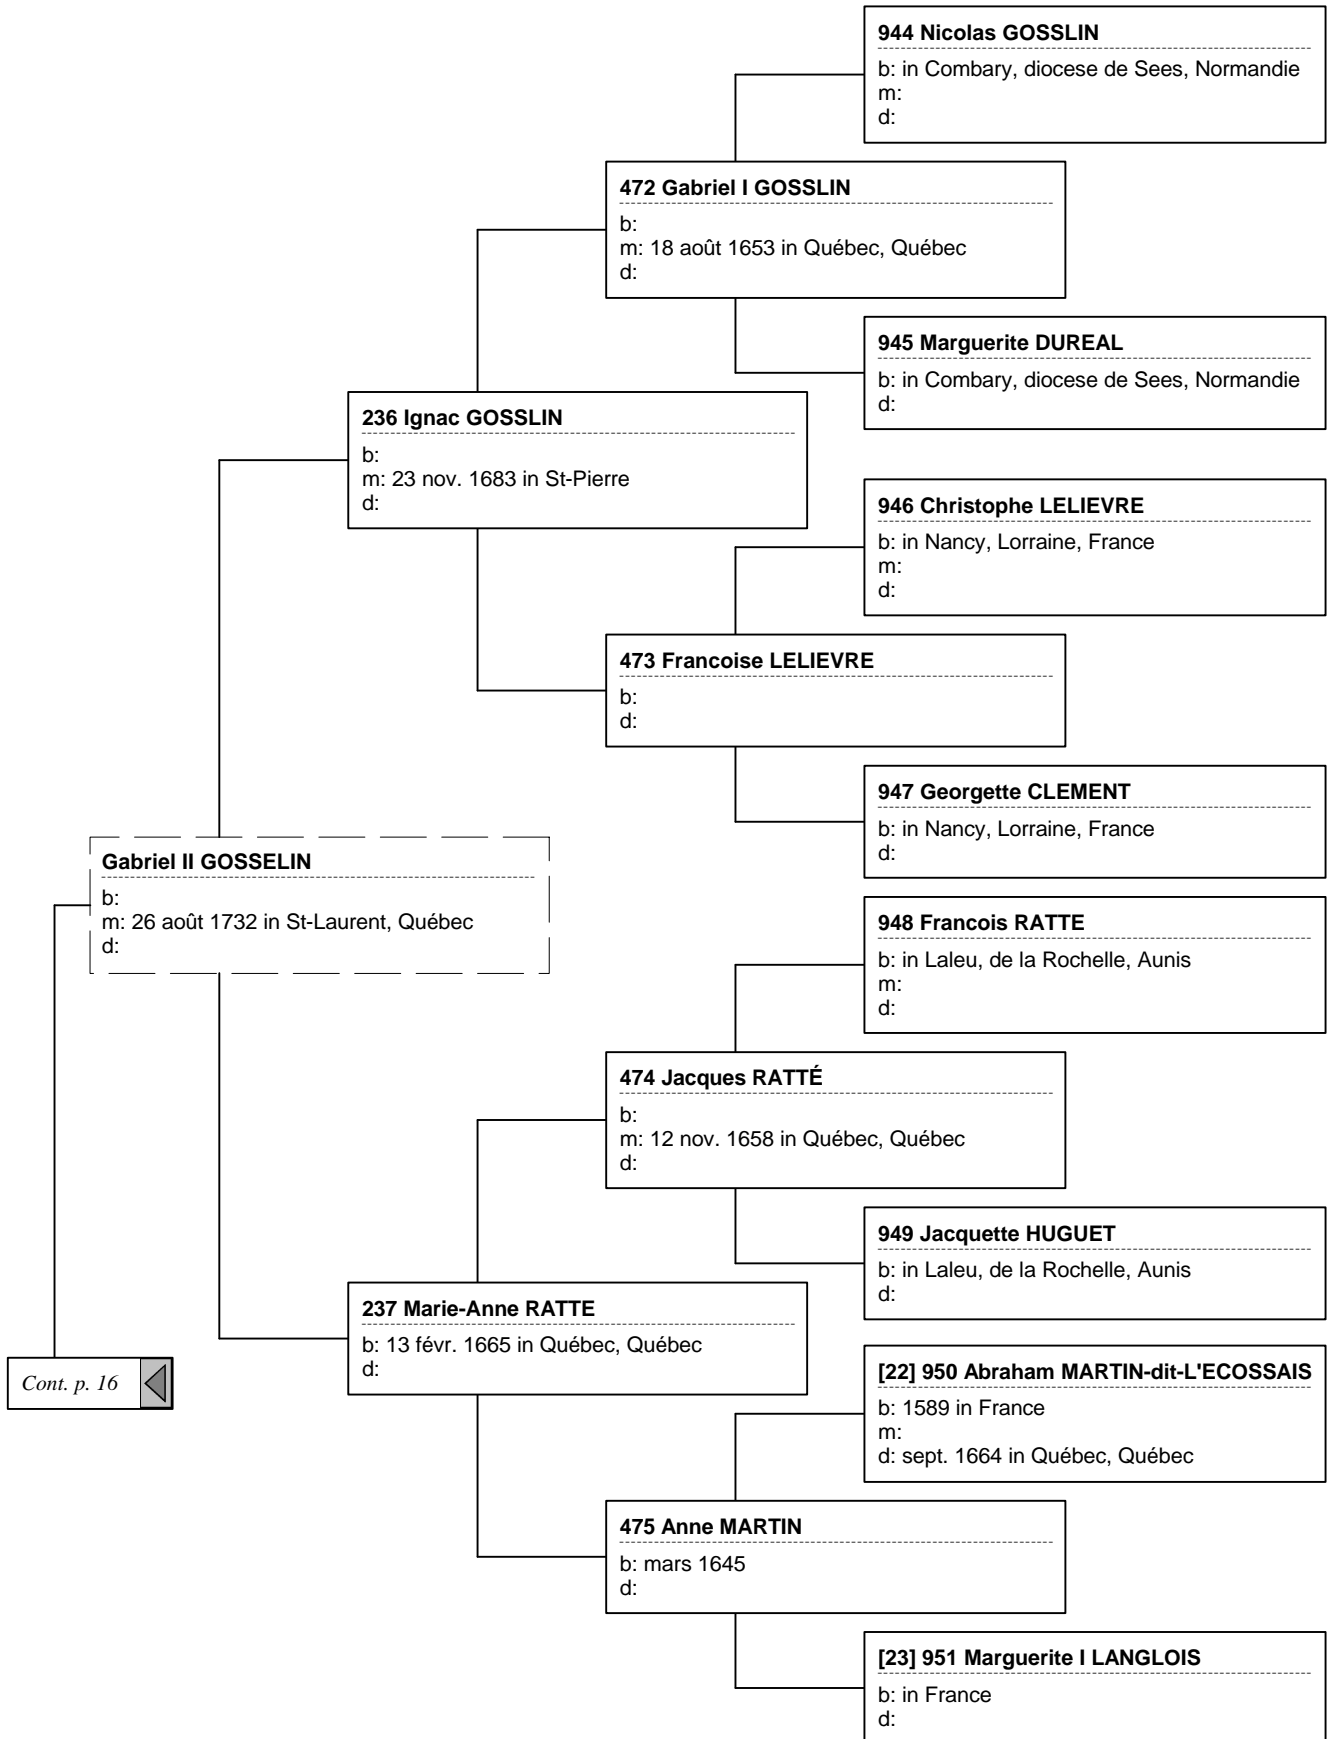 944 Nicolas GOSSLIN
b: in Combary, diocese de Sees, Normandie
m:
d:
472 Gabriel I GOSSLIN
b:
m: 18 août 1653 in Québec, Québec
d:
945 Marguerite DUREAL
b: in Combary, diocese de Sees, Normandie
d:
236 Ignac GOSSLIN
b:
m: 23 nov. 1683 in St-Pierre
d:
946 Christophe LELIEVRE
b: in Nancy, Lorraine, France
m:
d:
473 Francoise LELIEVRE
b:
d:
947 Georgette CLEMENT
b: in Nancy, Lorraine, France
d:
Gabriel II GOSSELIN
b:
m: 26 août 1732 in St-Laurent, Québec
d:
948 Francois RATTE
b: in Laleu, de la Rochelle, Aunis
m:
d:
474 Jacques RATTÉ
b:
m: 12 nov. 1658 in Québec, Québec
d:
949 Jacquette HUGUET
b: in Laleu, de la Rochelle, Aunis
d:
237 Marie-Anne RATTE
b: 13 févr. 1665 in Québec, Québec
d:
Cont. p. 16
[22] 950 Abraham MARTIN-dit-L'ECOSSAIS
b: 1589 in France
m:
d: sept. 1664 in Québec, Québec
475 Anne MARTIN
b: mars 1645
d:
[23] 951 Marguerite I LANGLOIS
b: in France
d: